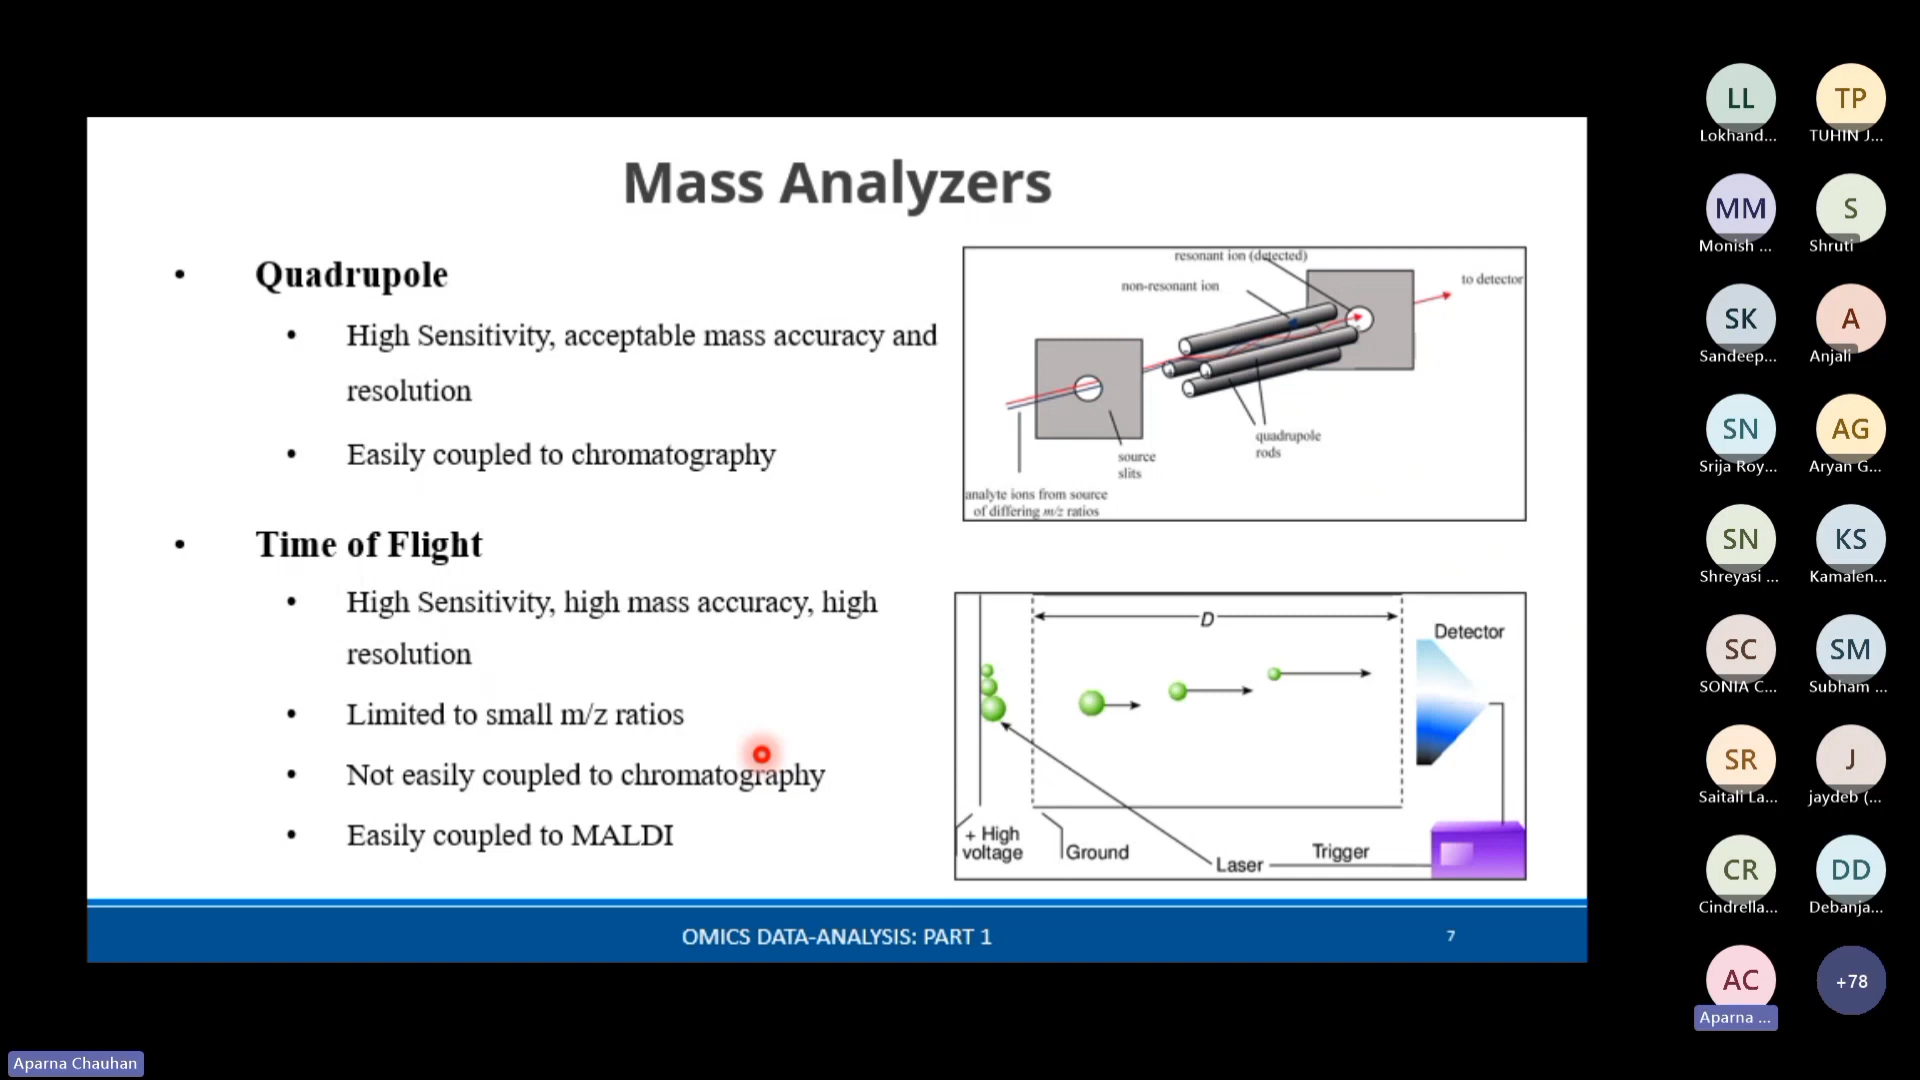 Mass Analyzers
• Quadrupole
• High Sensitivity, acceptable mass accuracy and
resolution
• Easily coupled to chromatography
• Time of Flight
• High Sensitivity, high mass accuracy, high
resolution
• Limited to small m/z ratios
• Not easily coupled to chromatography
• Easily coupled to MALDI
resonant ion (detected)
non-resonant ion
to detector
quadrupole
rods
source
slits
analyte ions from source
of differing m/z ratios
D
Detector
+ High
voltage
Ground
Laser
Trigger
OMICS DATA-ANALYSIS: PART 1
7
LL
Lokhand...
TP
TUHIN J...
MM
Monish ...
S
Shruti
SK
Sandeep...
A
Anjali
SN
Srija Roy...
AG
Aryan G...
SN
Shreyasi ...
KS
Kamalen...
SC
SONIA C...
SM
Subham ...
SR
Saitali La...
J
jaydeb (...
CR
Cindrella...
DD
Debanja...
AC
Aparna ...
+78
Aparna Chauhan